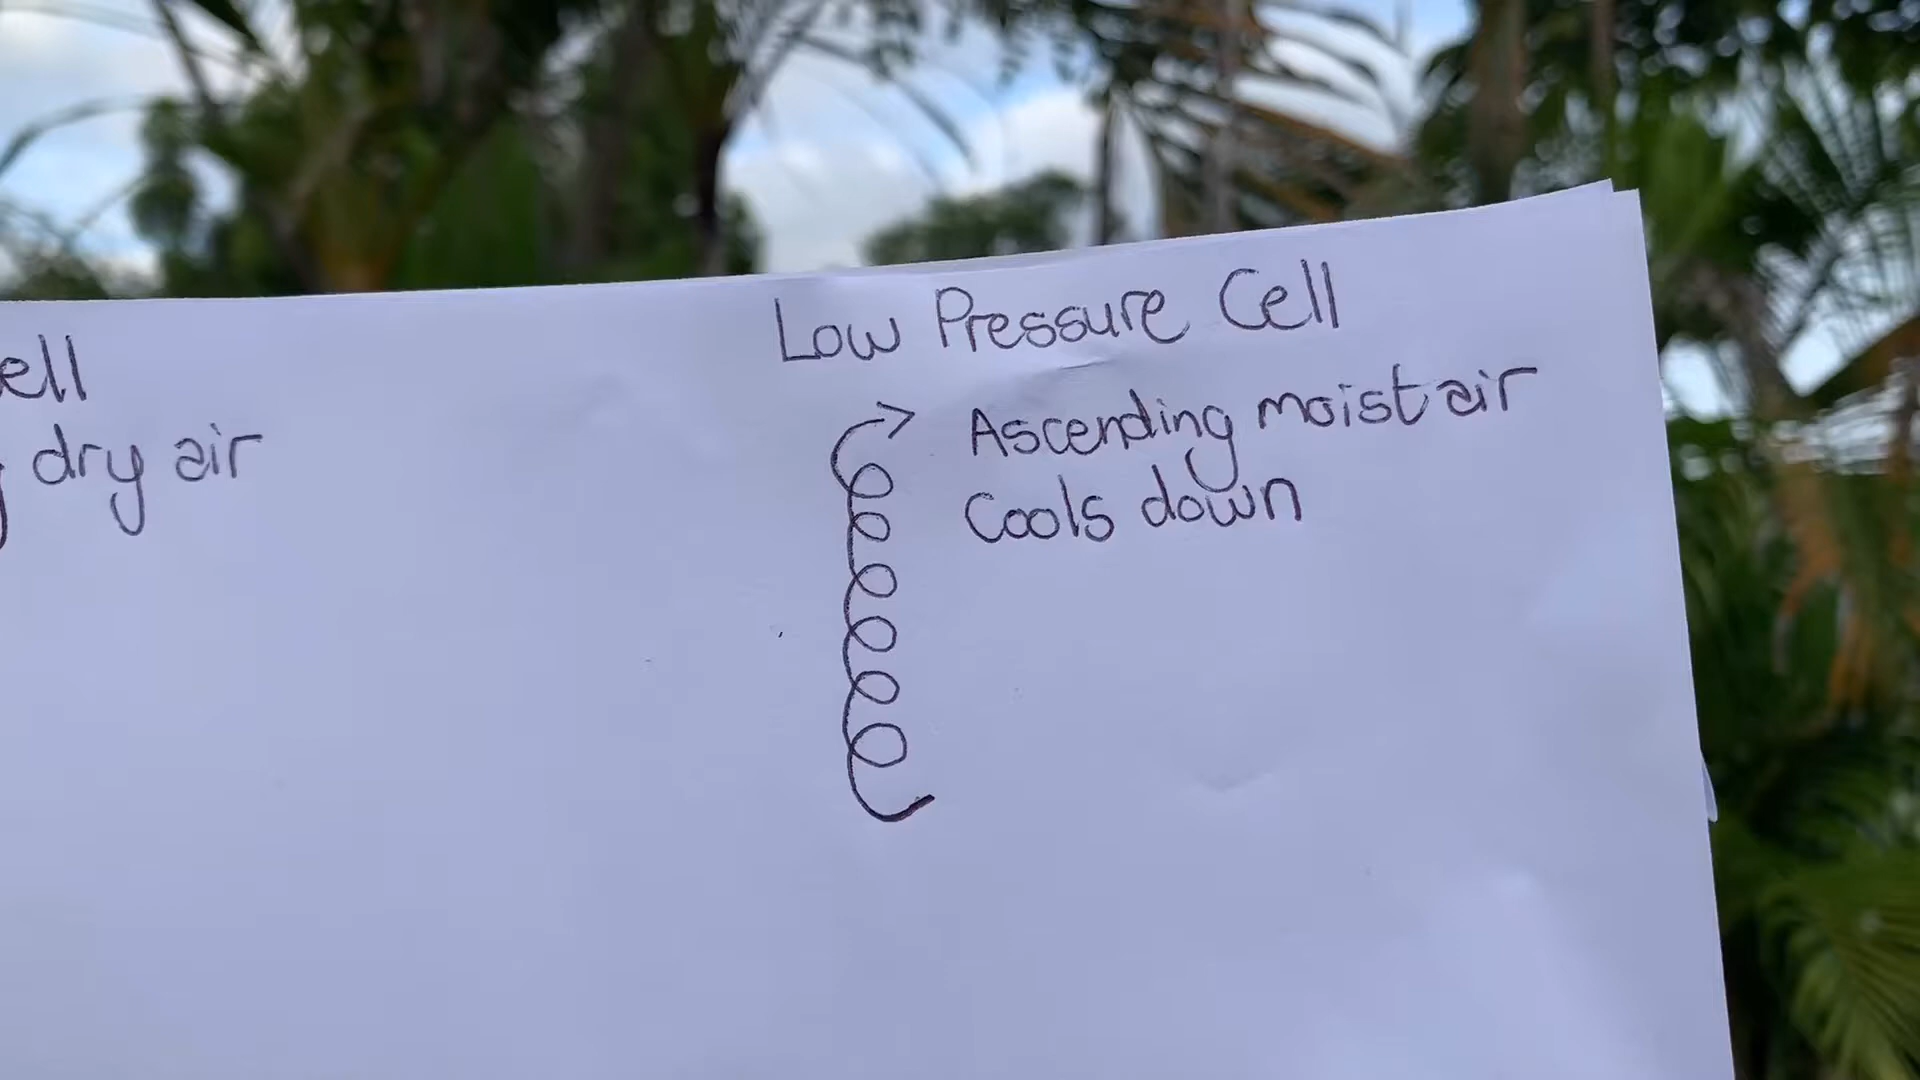 ell
dry air
Low Pressure Cell
Ascending moist air
Cools down